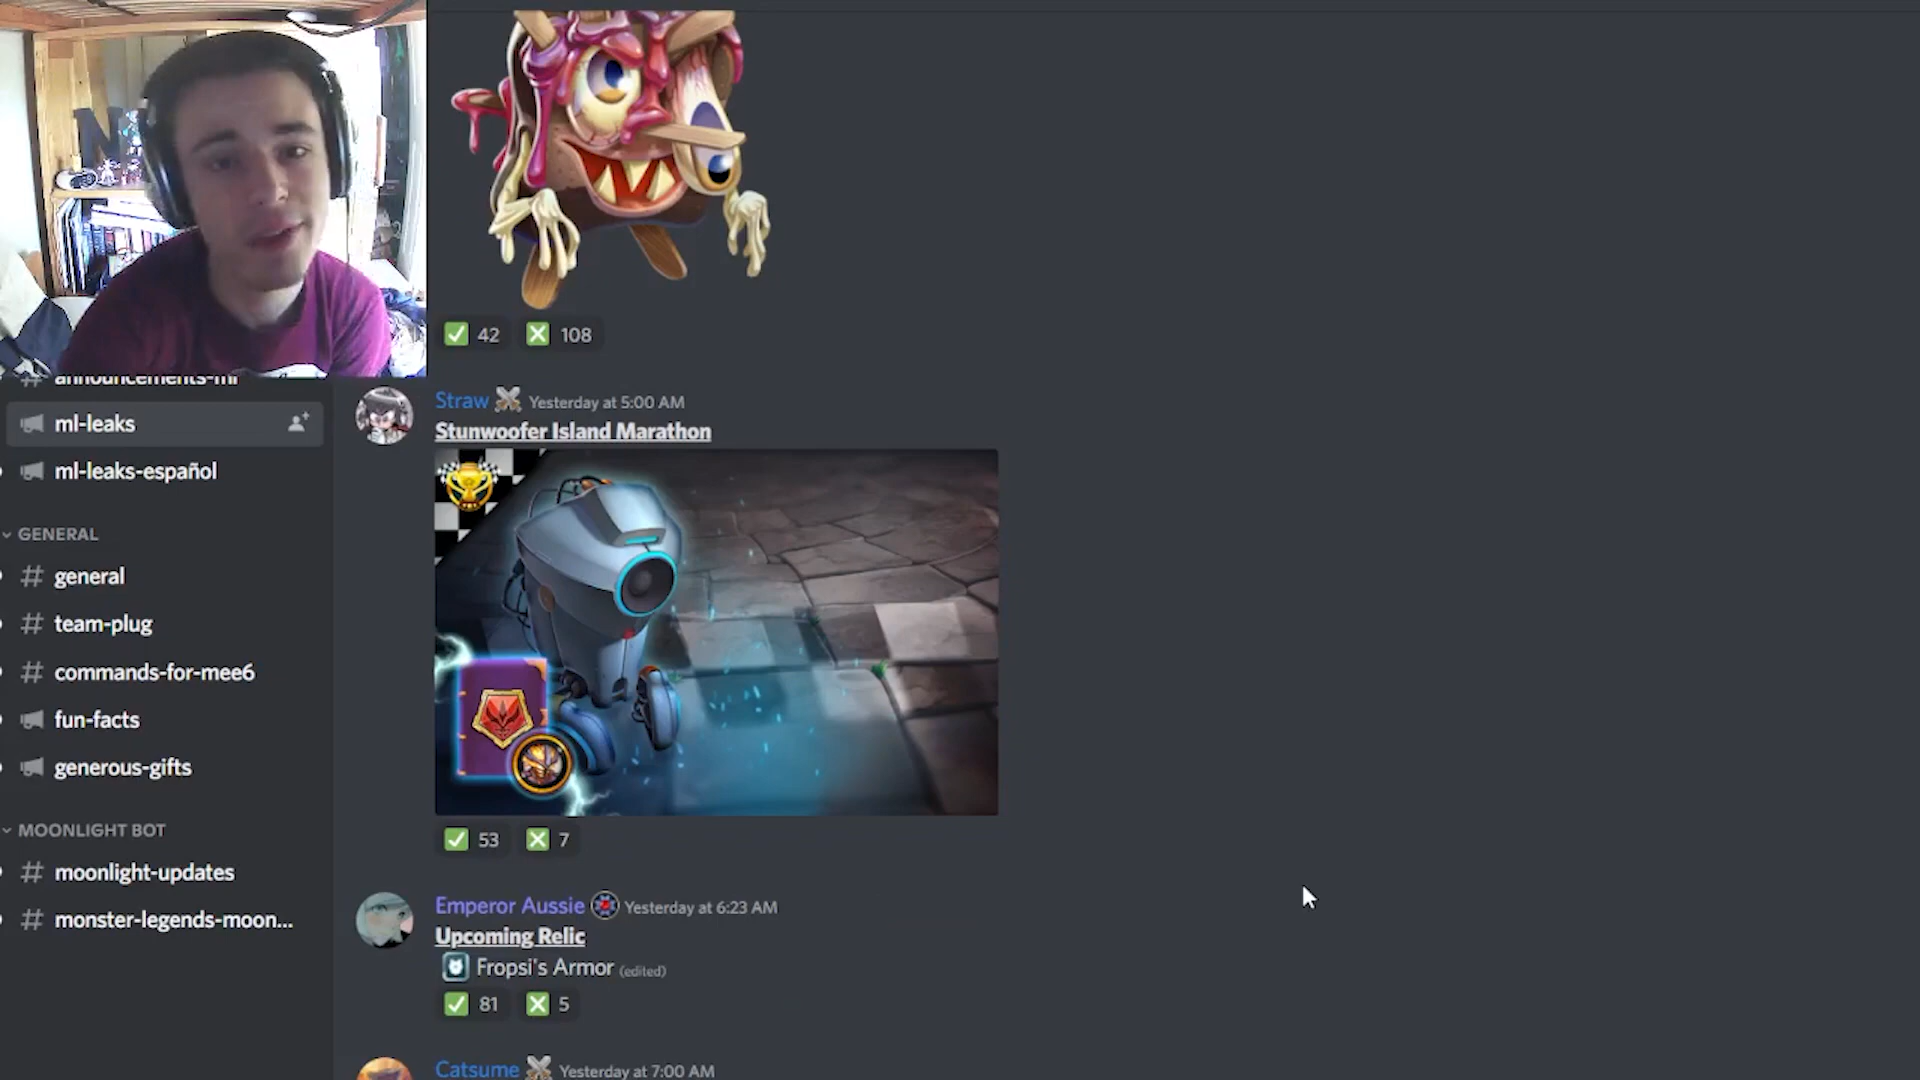 42 108
announcements-ml
ml-leaks
ml-leaks-español
GENERAL
general
team-plug
commands-for-mee6
fun-facts
generous-gifts
MOONLIGHT BOT
moonlight-updates
monster-legends-moon...
Straw Yesterday at 5:00 AM
Stunwoofer Island Marathon
53 7
Emperor Aussie Yesterday at 6:23 AM
Upcoming Relic
Fropsi's Armor (edited)
81 5
Catsume Yesterday at 7:00 AM